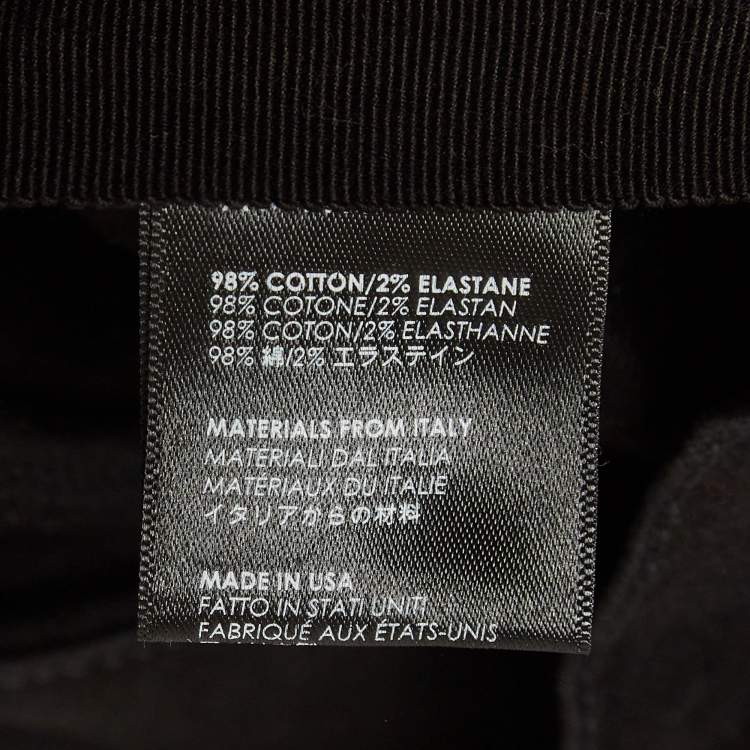 98% COTTON/2% ELASTANE
98% COTONE/2% ELASTAN
98% COTON/2% ELASTHANNE
98% 綿/2% エラステイン
MATERIALS FROM ITALY
MATERIALI DAL ITALIA
MATERIAUX DU ITALIE
イタリアからの材料
MADE IN USA
FATTO IN STATI UNITI
FABRIQUÉ AUX ÉTATS-UNIS